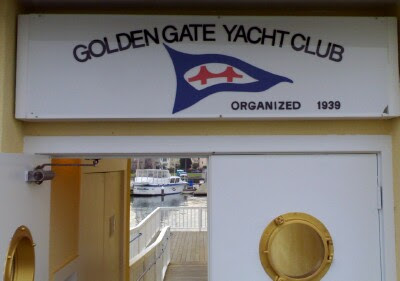 GOLDEN GATE YACHT CLUB
ORGANIZED 1939